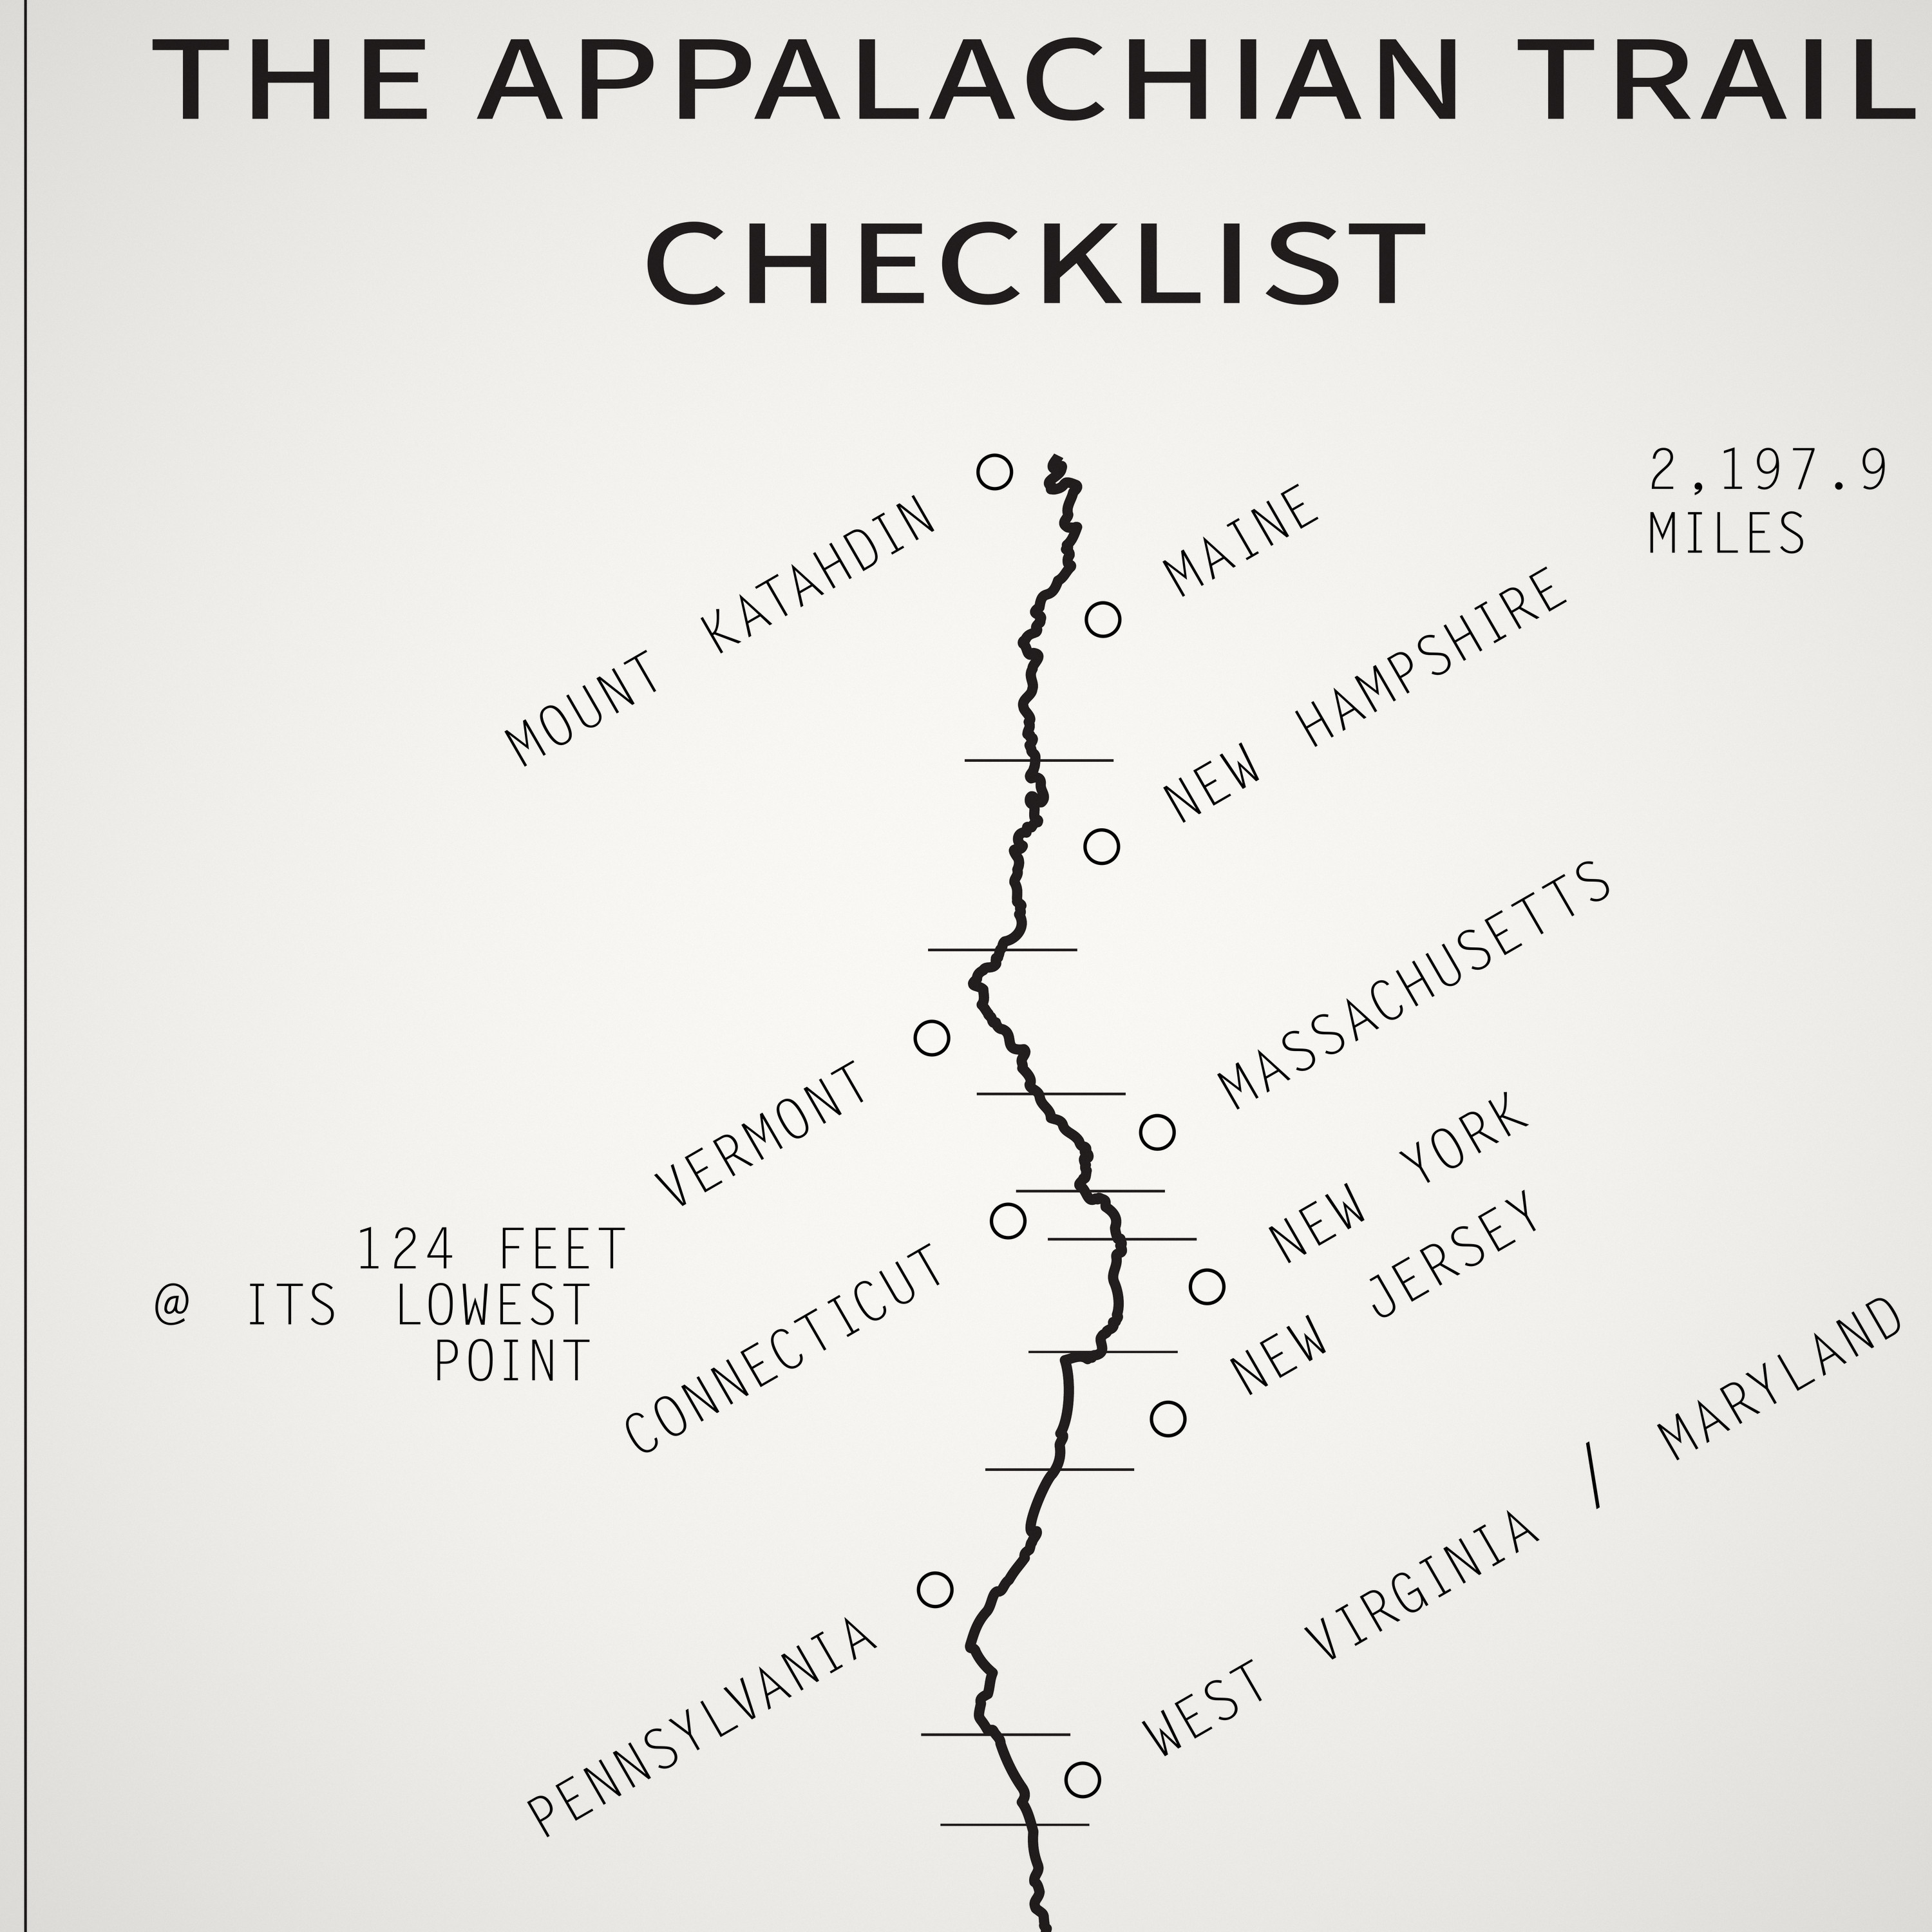 THE APPALACHIAN TRAIL
CHECKLIST
2,197.9
MILES
MOUNT KATAHDIN
MAINE
NEW HAMPSHIRE
VERMONT
MASSACHUSETTS
124 FEET
@ ITS LOWEST
POINT
CONNECTICUT
NEW YORK
NEW JERSEY
PENNSYLVANIA
WEST VIRGINIA / MARYLAND